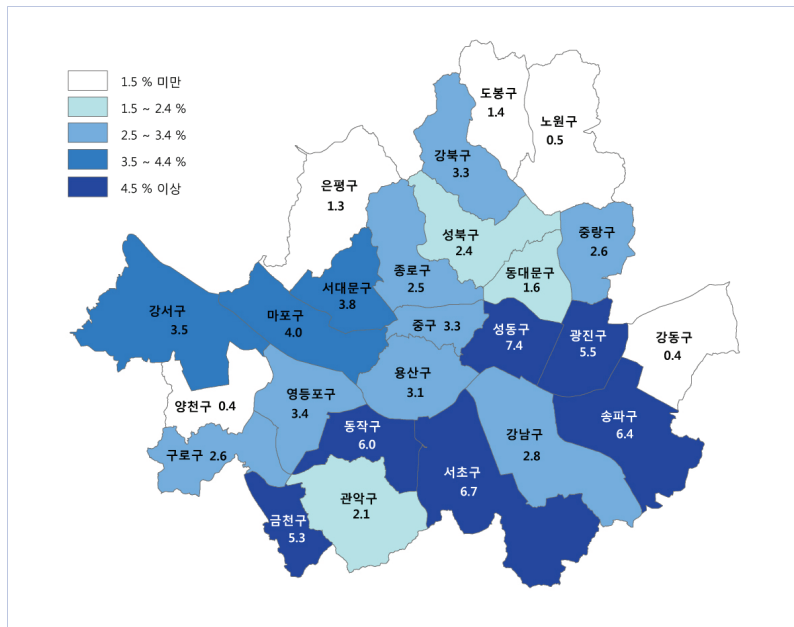 1.5 % 미만
1.5 ~ 2.4 %
2.5 ~ 3.4 %
3.5 ~ 4.4 %
4.5 % 이상
도봉구
1.4
노원구
0.5
강북구
3.3
은평구
1.3
성북구
2.4
중랑구
2.6
동대문구
1.6
종로구
2.5
서대문구
3.8
강서구
3.5
마포구
4.0
중구 3.3
성동구
7.4
광진구
5.5
강동구
0.4
용산구
3.1
양천구 0.4
영등포구
3.4
동작구
6.0
강남구
2.8
송파구
6.4
구로구 2.6
서초구
6.7
관악구
2.1
금천구
5.3